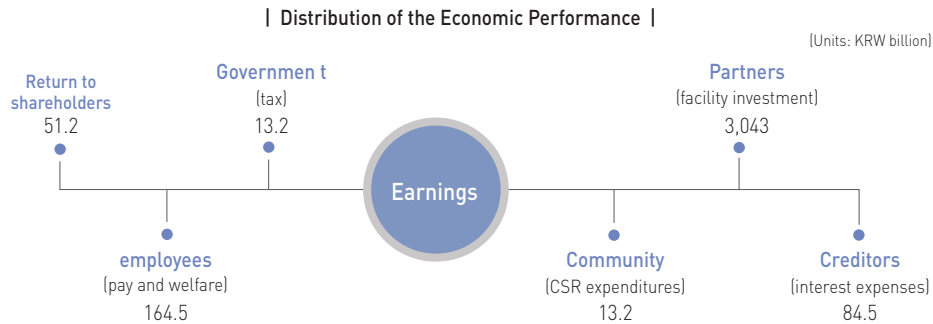 | Distribution of the Economic Performance |
(Units: KRW billion)
Return to
shareholders
51.2
Governmen t
(tax)
13.2
Partners
(facility investment)
3,043
Earnings
employees
(pay and welfare)
164.5
Community
(CSR expenditures)
13.2
Creditors
(interest expenses)
84.5